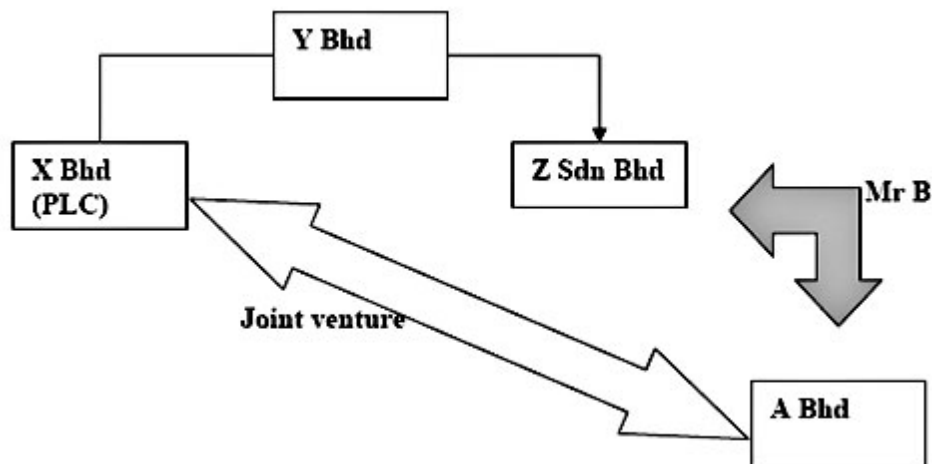 Y Bhd
X Bhd
(PLC)
Z Sdn Bhd
Mr B
Joint venture
A Bhd